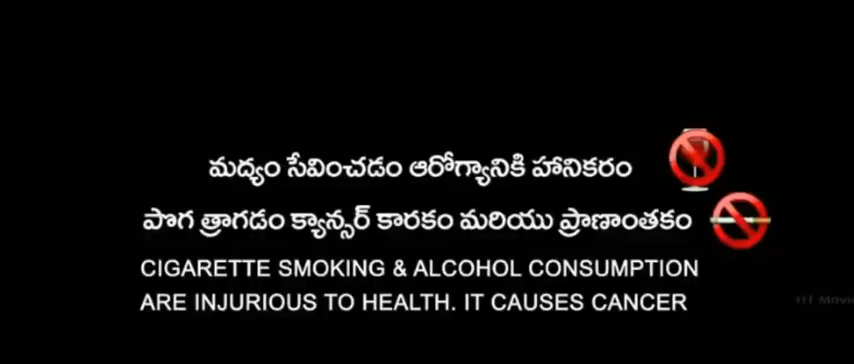 మద్యం సేవించడం ఆరోగ్యానికి హానికరం
పొగ త్రాగడం క్యాన్సర్ కారకం మరియు ప్రాణాంతకం
CIGARETTE SMOKING & ALCOHOL CONSUMPTION
ARE INJURIOUS TO HEALTH. IT CAUSES CANCER